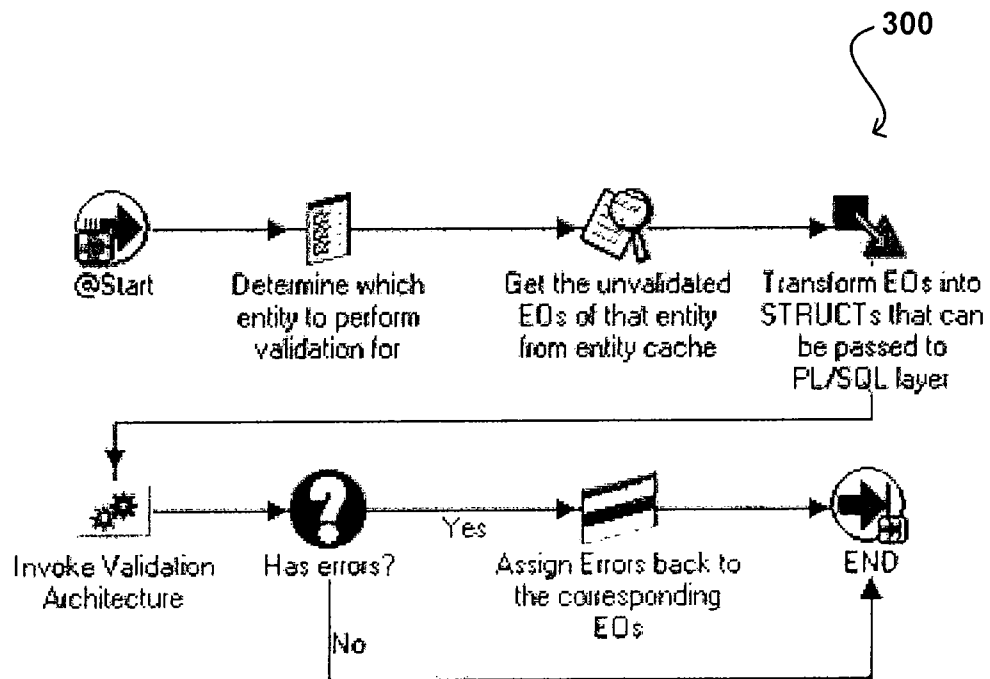 300
@Start
Determine which
entity to perform
validation for
Get the unvalidated
EOs of that entity
from entity cache
Transform EOs into
STRUCTs that can
be passed to
PL/SQL layer
Invoke Validation
Architecture
Has errors?
Yes
No
Assign Errors back to
the corresponding
EOs
END